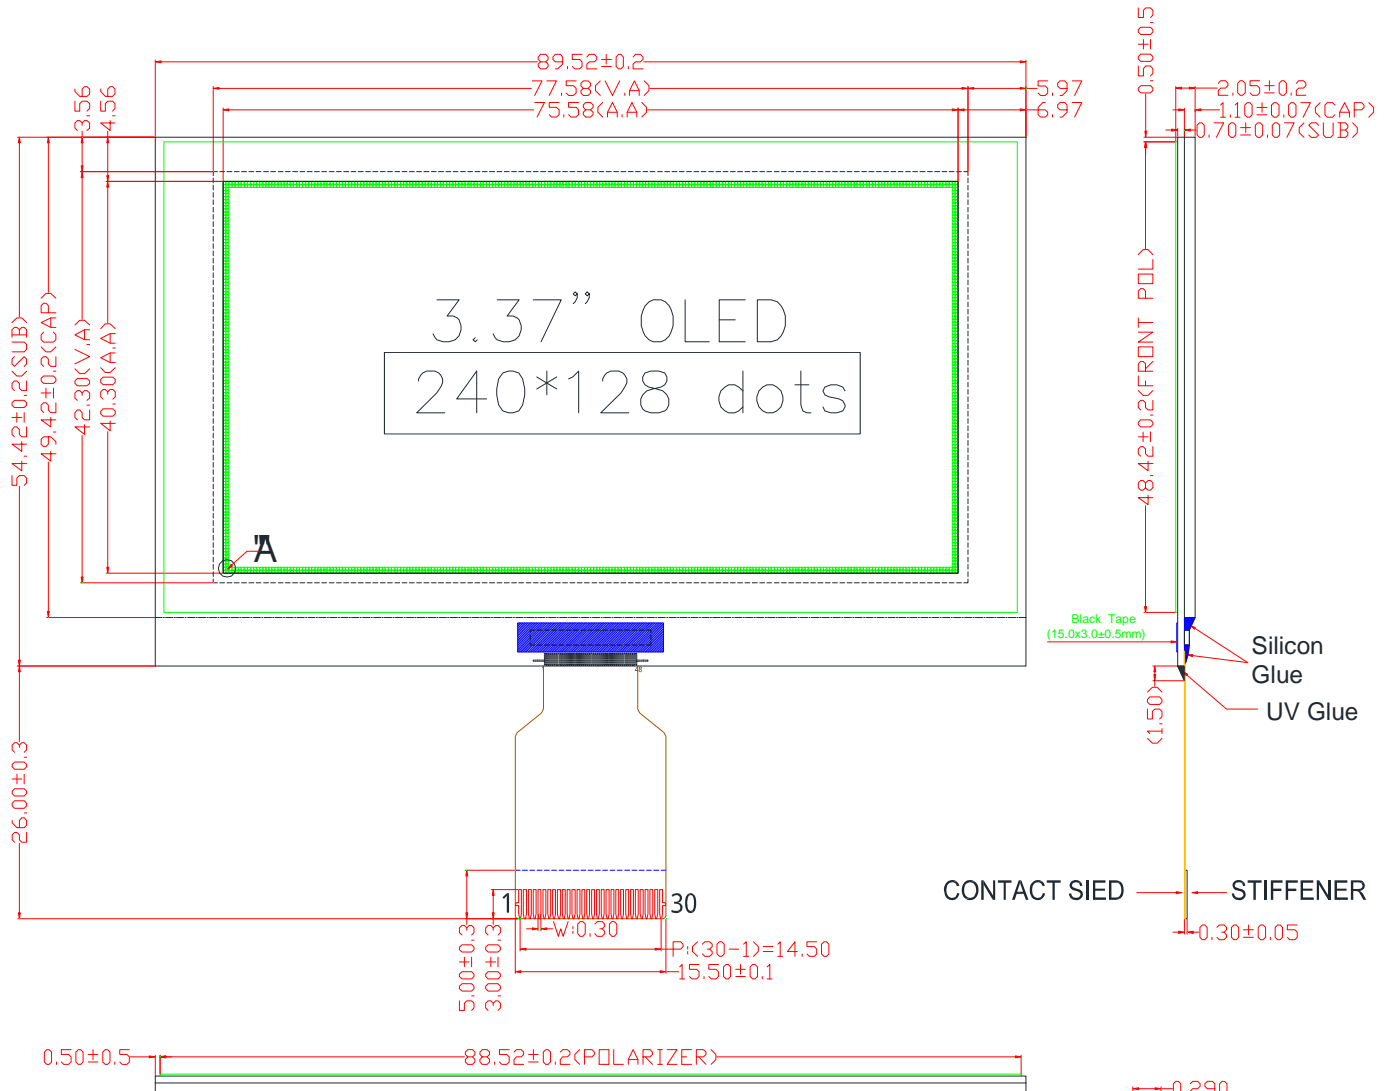 89.52±0.2
77.58(V.A)
5.97
75.58(A.A)
6.97
3.56
4.56
0.50±0.5
2.05±0.2
1.10±0.07(CAP)
0.70±0.07(SUB)
54.42±0.2(SUB)
49.42±0.2(CAP)
42.30(V.A)
40.30(A.A)
3.37” OLED
240*128 dots
"A
48.42±0.2(FRONT POL)
Black Tape
(15.0x3.0±0.5mm)
Silicon
Glue
UV Glue
(1.50)
48
26.00±0.3
CONTACT SIED
STIFFENER
1
30
W:0.30
0.30±0.05
P:(30-1)=14.50
15.50±0.1
5.00±0.3
3.00±0.3
0.50±0.5
88.52±0.2(POLARIZER)
0.290